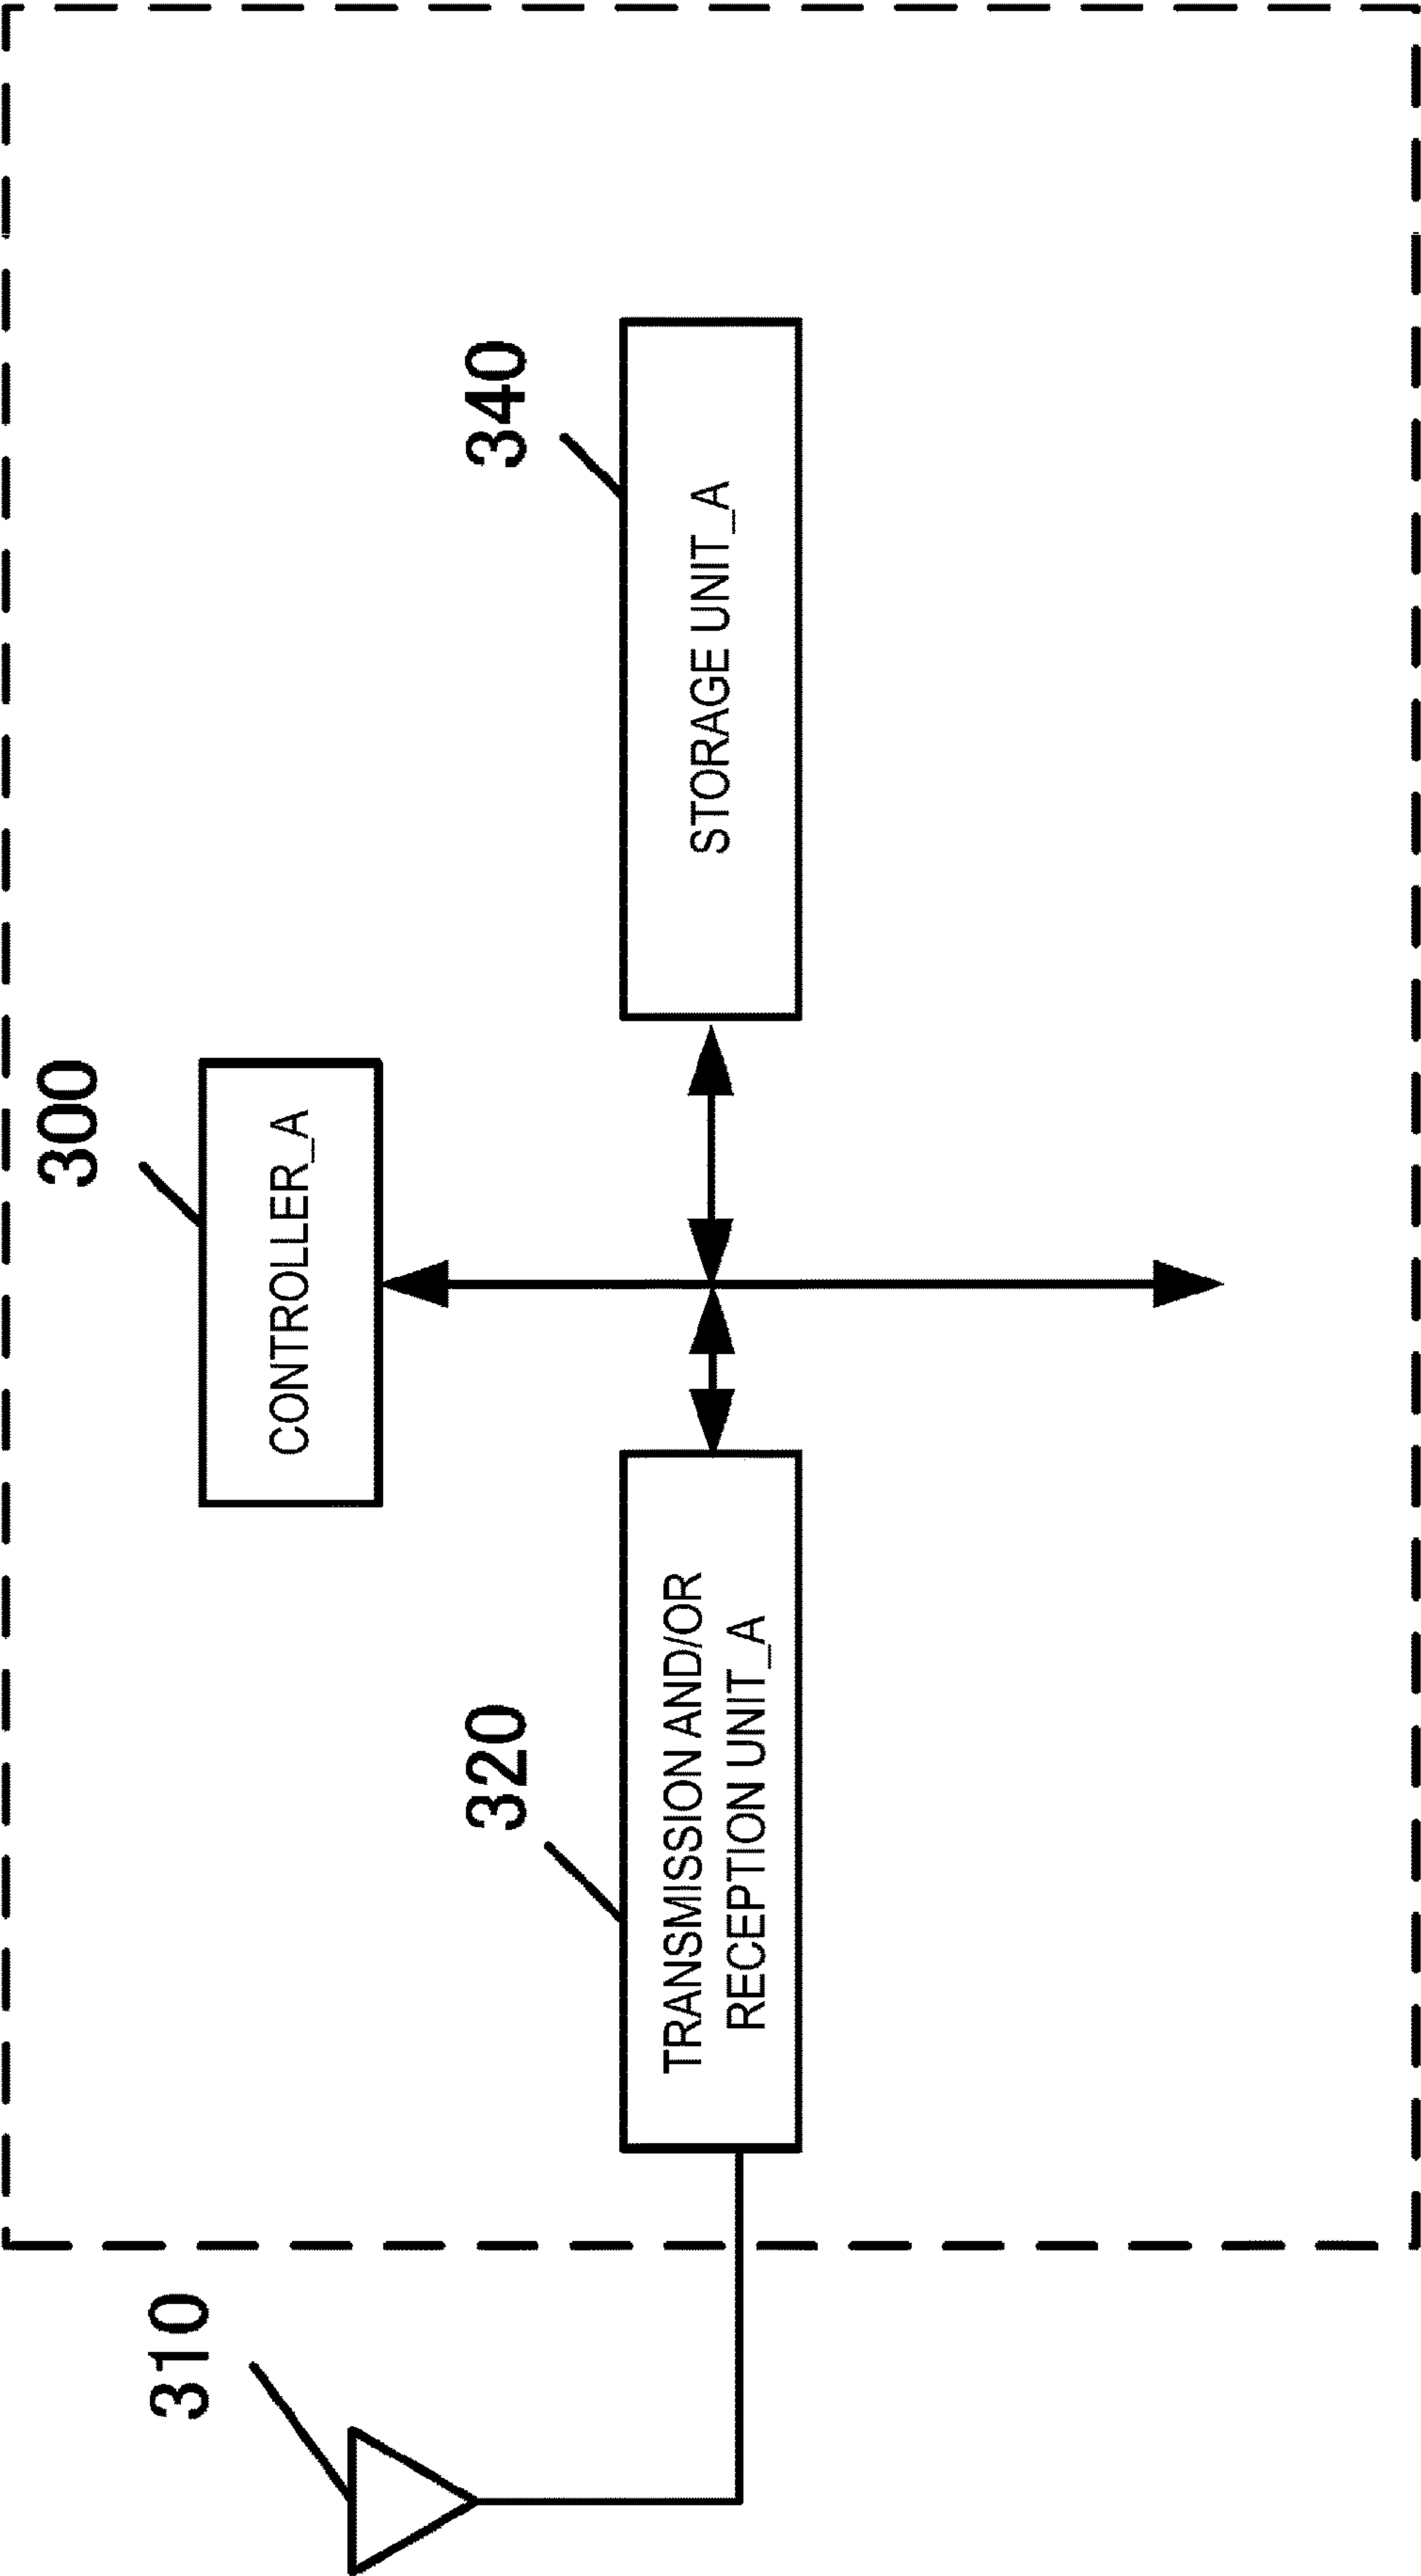 300
CONTROLLER_A
310
320
340
TRANSMISSION AND/OR
RECEPTION UNIT_A
STORAGE UNIT_A